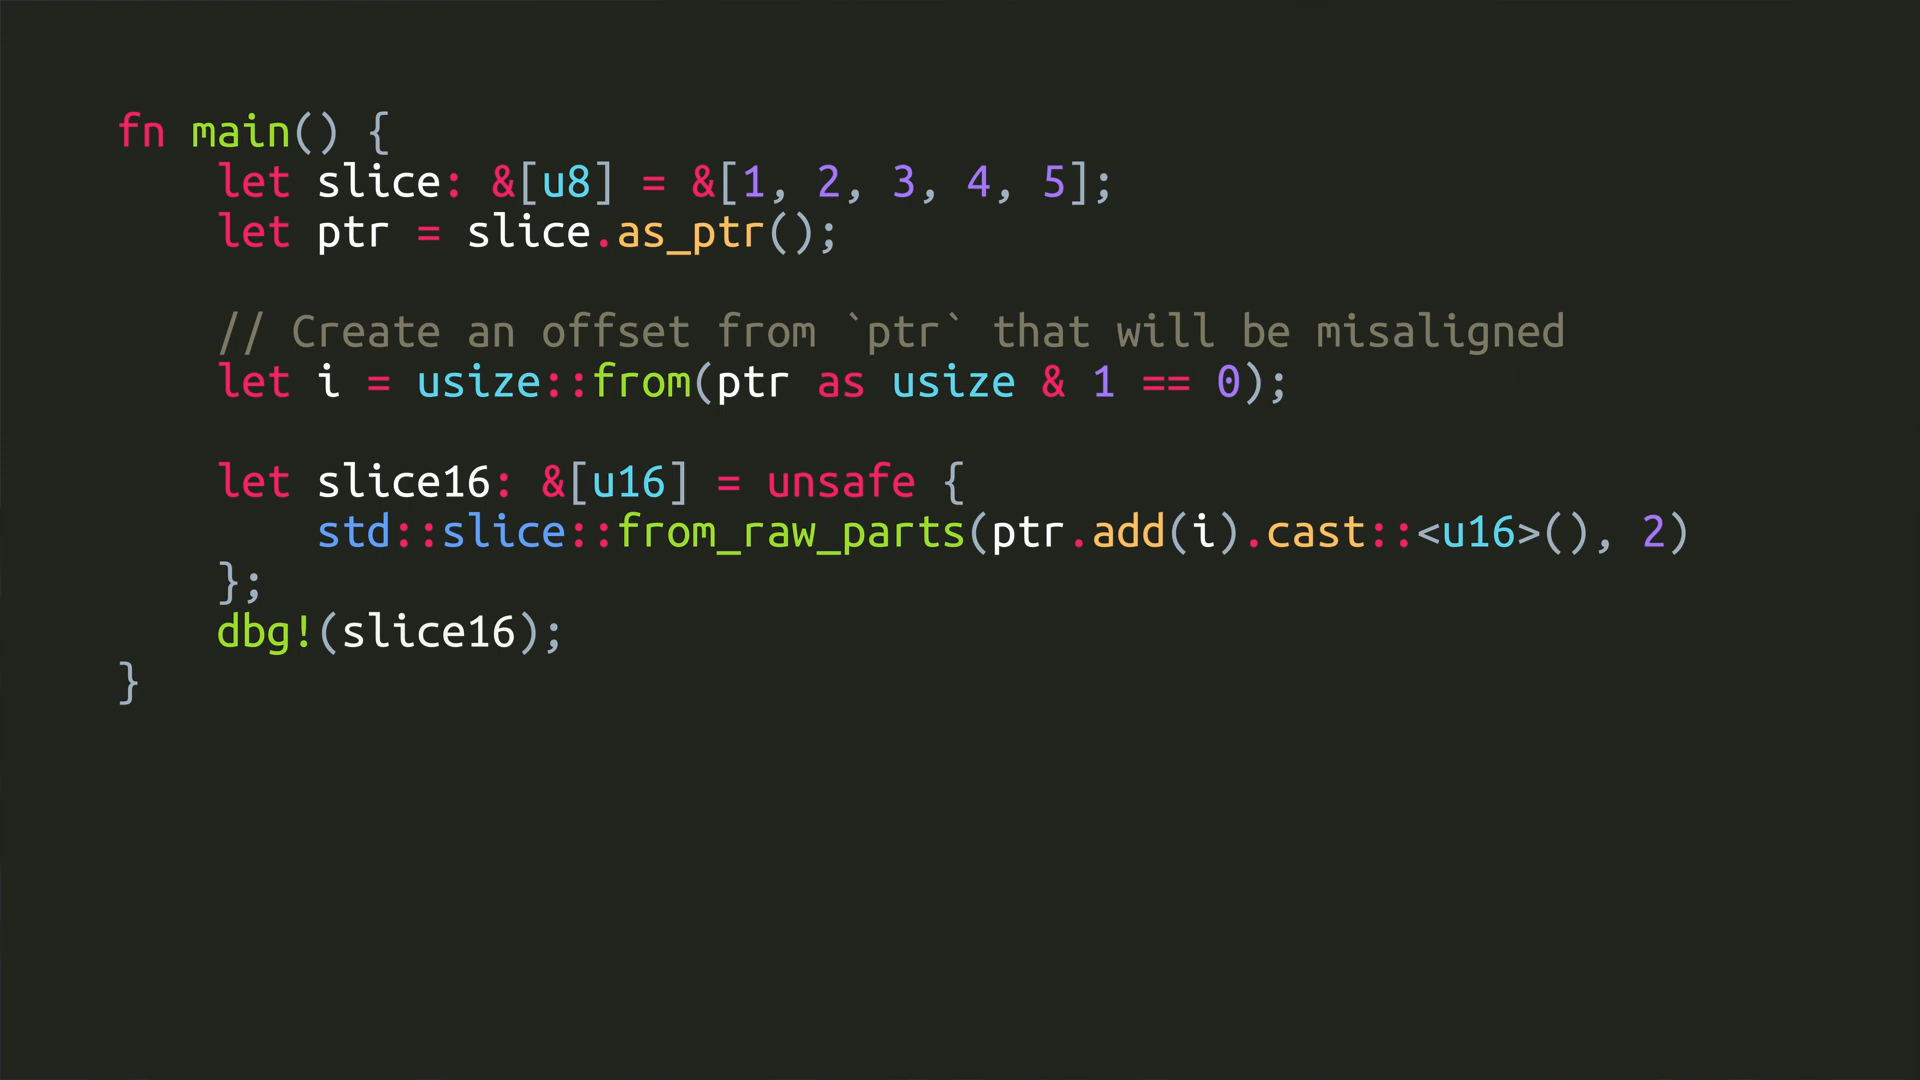 fn main() {
    let slice: &[u8] = &[1, 2, 3, 4, 5];
    let ptr = slice.as_ptr();
    // Create an offset from `ptr` that will be misaligned
    let i = usize::from(ptr as usize & 1 == 0);
    let slice16: &[u16] = unsafe {
        std::slice::from_raw_parts(ptr.add(i).cast::<u16>(), 2)
    };
    dbg!(slice16);
}